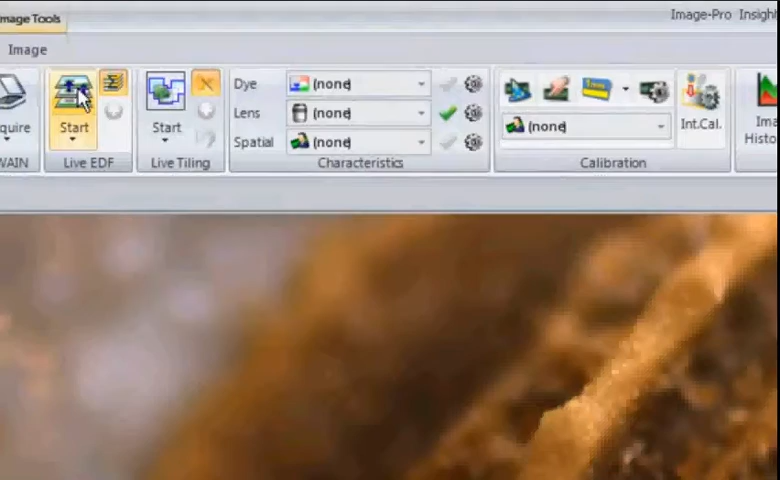 mage Tools
Image-Pro Insigh
Image
quire
Start
Start
Dye (none)
Lens (none)
Spatial (none)
(none)
Int.Cal.
Ima
Histo
WAIN
Live EDF
Live Tiling
Characteristics
Calibration